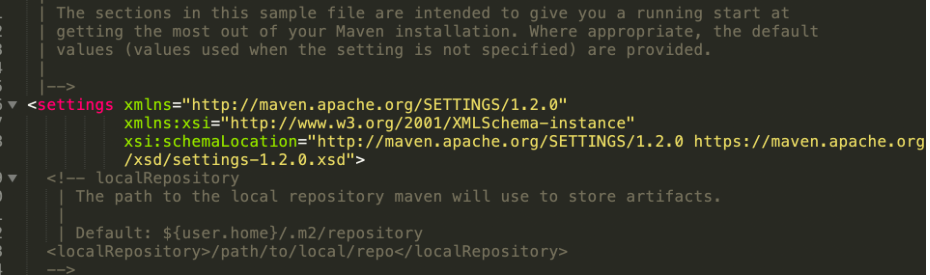 | The sections in this sample file are intended to give you a running start at
| getting the most out of your Maven installation. Where appropriate, the default
| values (values used when the setting is not specified) are provided.
|
|-->
<settings xmlns="http://maven.apache.org/SETTINGS/1.2.0"
xmlns:xsi="http://www.w3.org/2001/XMLSchema-instance"
xsi:schemaLocation="http://maven.apache.org/SETTINGS/1.2.0 https://maven.apache.org
/xsd/settings-1.2.0.xsd">
<!-- localRepository
| The path to the local repository maven will use to store artifacts.
|
| Default: ${user.home}/.m2/repository
<localRepository>/path/to/local/repo</localRepository>
-->